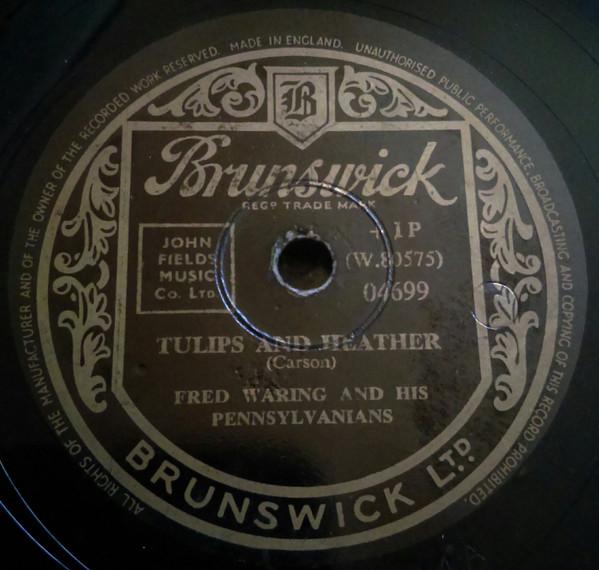 ALL RIGHTS OF THE MANUFACTURER AND OF THE OWNER OF THE RECORDED WORK RESERVED. MADE IN ENGLAND. UNAUTHORISED PUBLIC PERFORMANCE, BROADCASTING AND COPYING OF THIS RECORD PROHIBITED.
B
Brunswick
REGD TRADE MARK
JOHN
FIELDS
MUSIC
Co. Ltd
1P
(W.80575)
04699
TULIPS AND HEATHER
(Carson)
FRED WARING AND HIS
PENNSYLVANIANS
BRUNSWICK LTD.